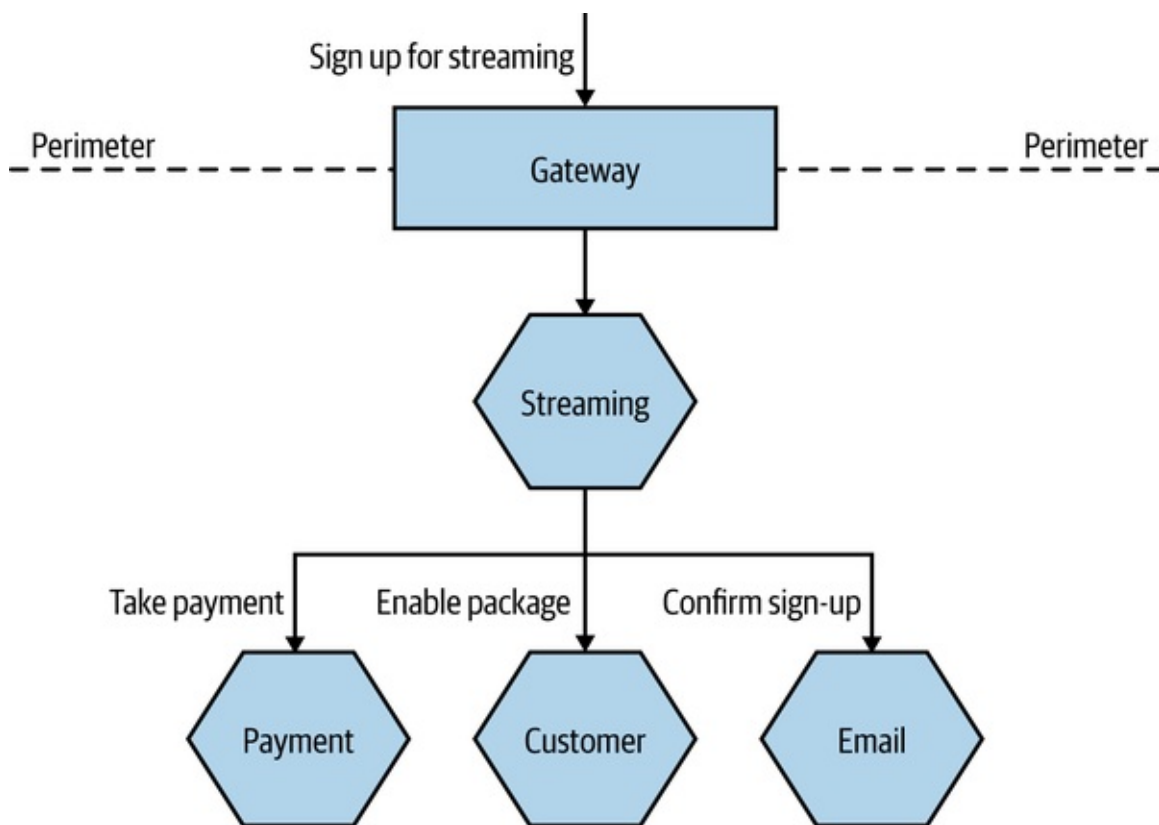 Sign up for streaming
Perimeter
Perimeter
Gateway
Streaming
Take payment
Enable package
Confirm sign-up
Payment
Customer
Email